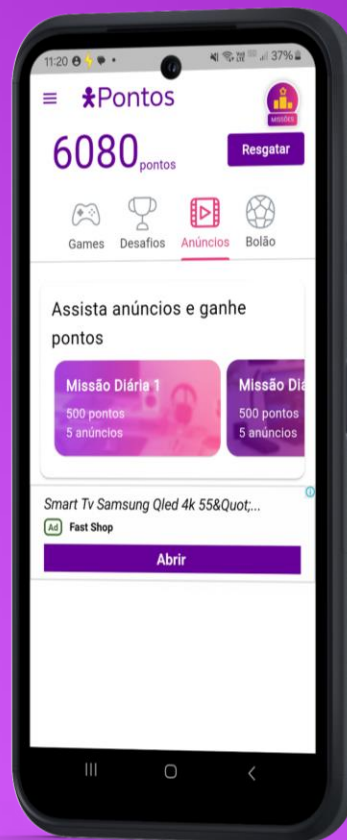 11:20
37%
Pontos
MISSÕES
6080 pontos
Resgatar
Games Desafios Anúncios Bolão
Assista anúncios e ganhe
pontos
Missão Diária 1
500 pontos
5 anúncios
Missão Diá
500 pontos
5 anúncios
Smart Tv Samsung Qled 4k 55&Quot;...
Ad Fast Shop
Abrir